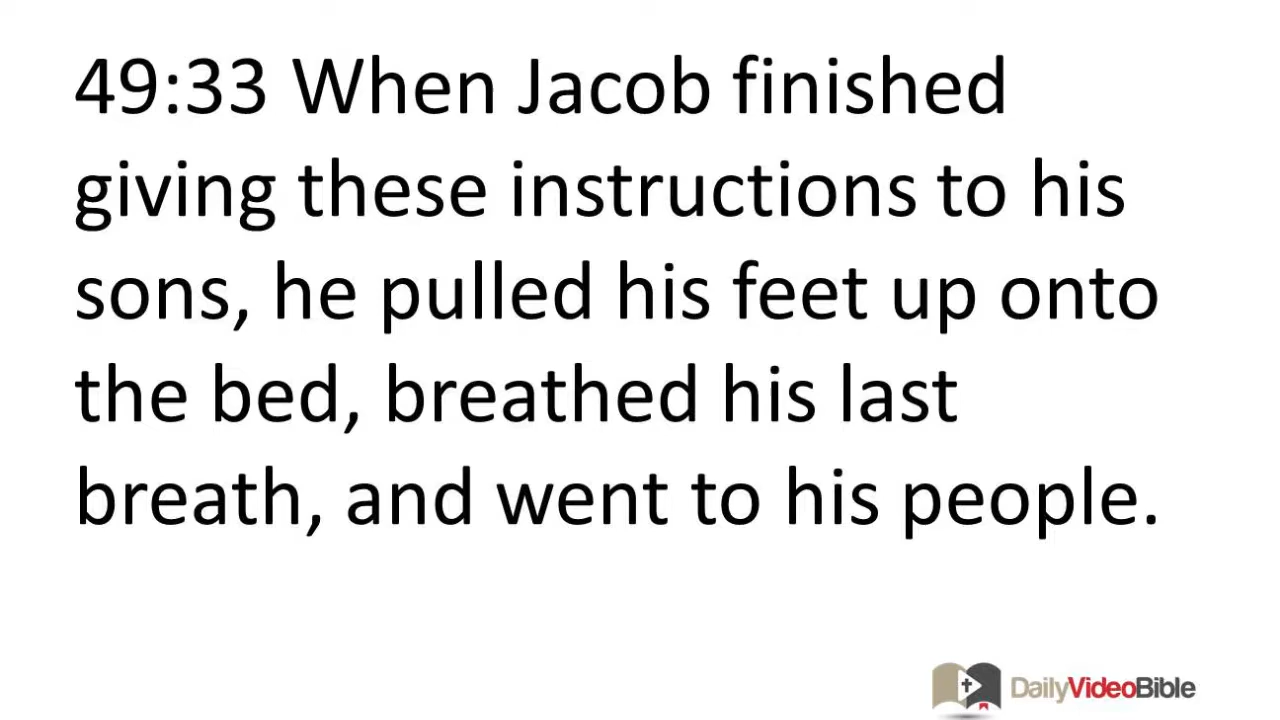 49:33 When Jacob finished
giving these instructions to his
sons, he pulled his feet up onto
the bed, breathed his last
breath, and went to his people.
DailyVideoBible